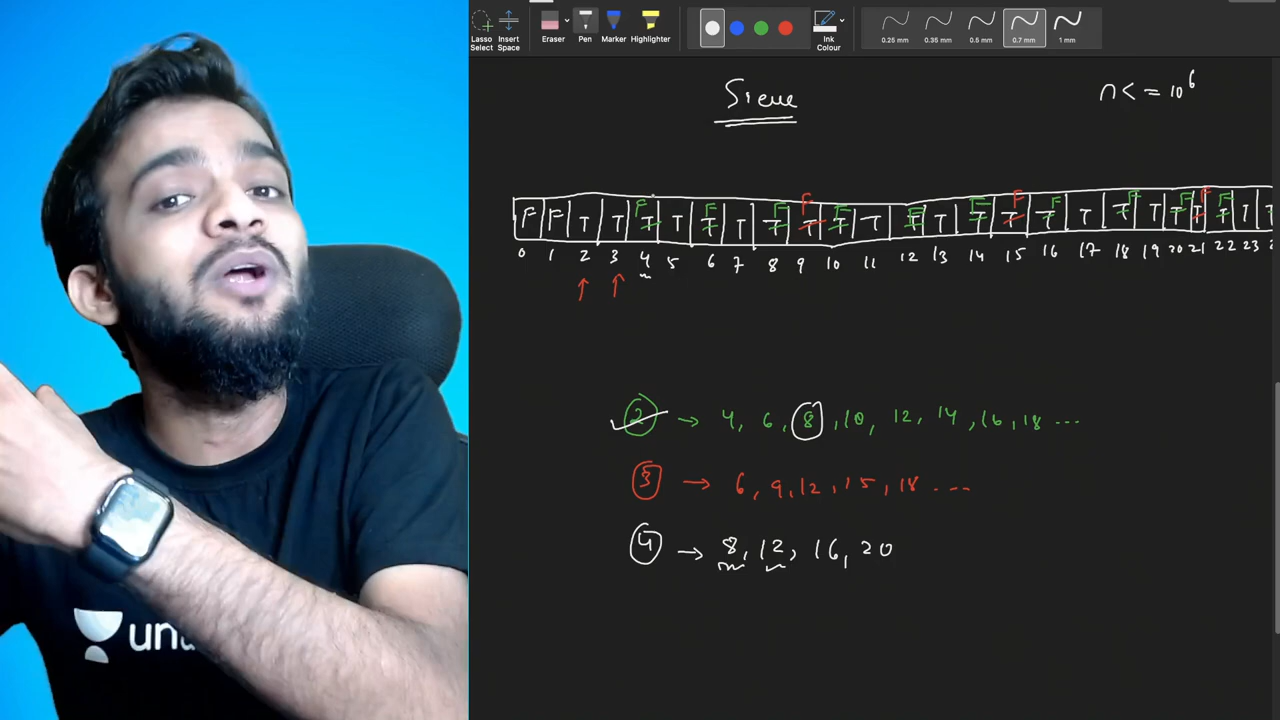 Lasso Select
Insert Space
Eraser
Pen
Marker
Highlighter
Ink Colour
0.25 mm
0.35 mm
0.5 mm
0.7 mm
1 mm
Sieve
n <= 10^6
F F T T F T T T F T F T F T F T T F T T F T F T F T F T T F T T F T T F T F T F T T T
0 1 2 3 4 5 6 7 8 9 10 11 12 13 14 15 16 17 18 19 20 21 22 23
2 → 4, 6, 8, 10, 12, 14, 16, 18 ...
3 → 6, 9, 12, 15, 18 ....
4 → 8, 12, 16, 20